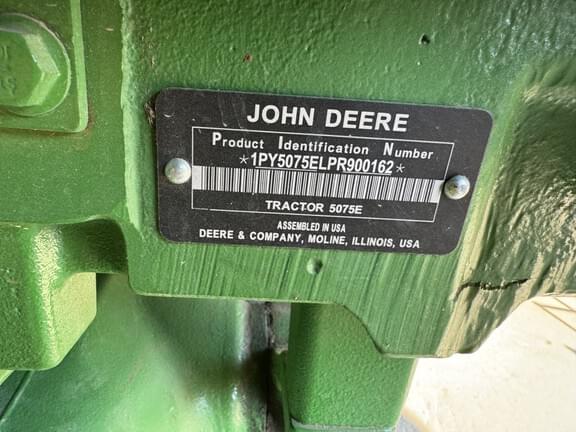 JOHN DEERE
Product Identification Number
*1PY5075ELPR900162*
TRACTOR 5075E
ASSEMBLED IN USA
DEERE & COMPANY, MOLINE, ILLINOIS, USA